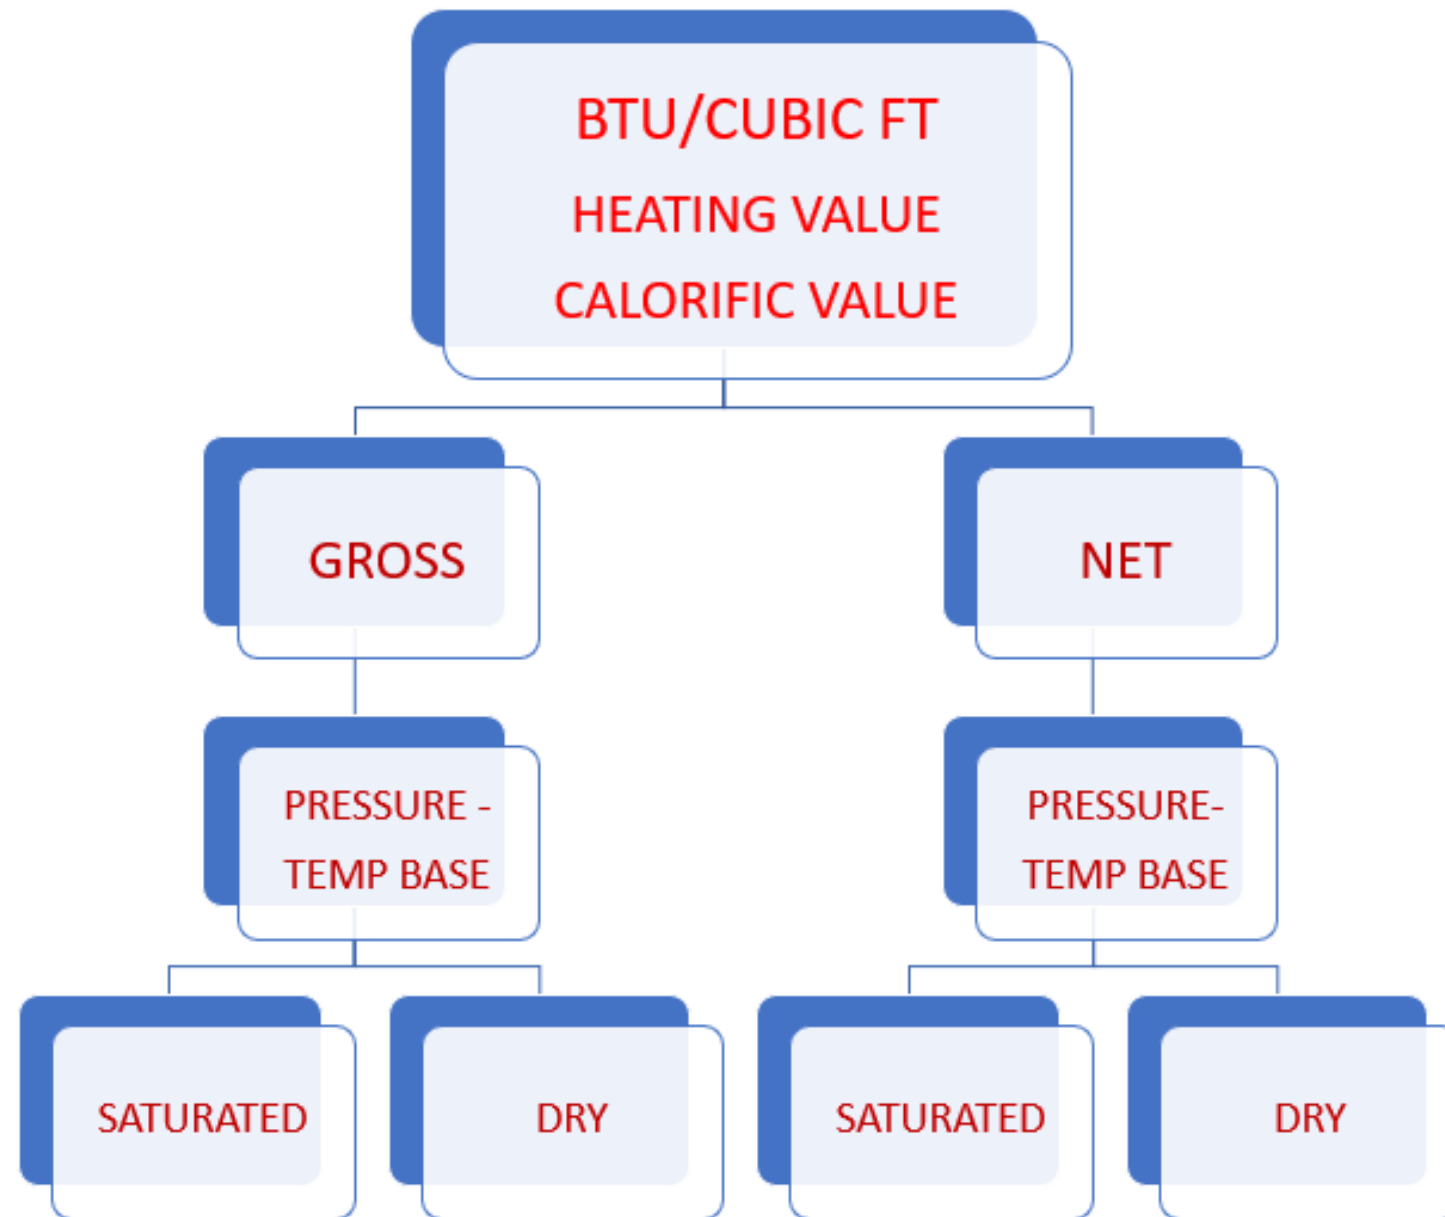 BTU/CUBIC FT
HEATING VALUE
CALORIFIC VALUE
GROSS
NET
PRESSURE -
TEMP BASE
PRESSURE-
TEMP BASE
SATURATED
DRY
SATURATED
DRY